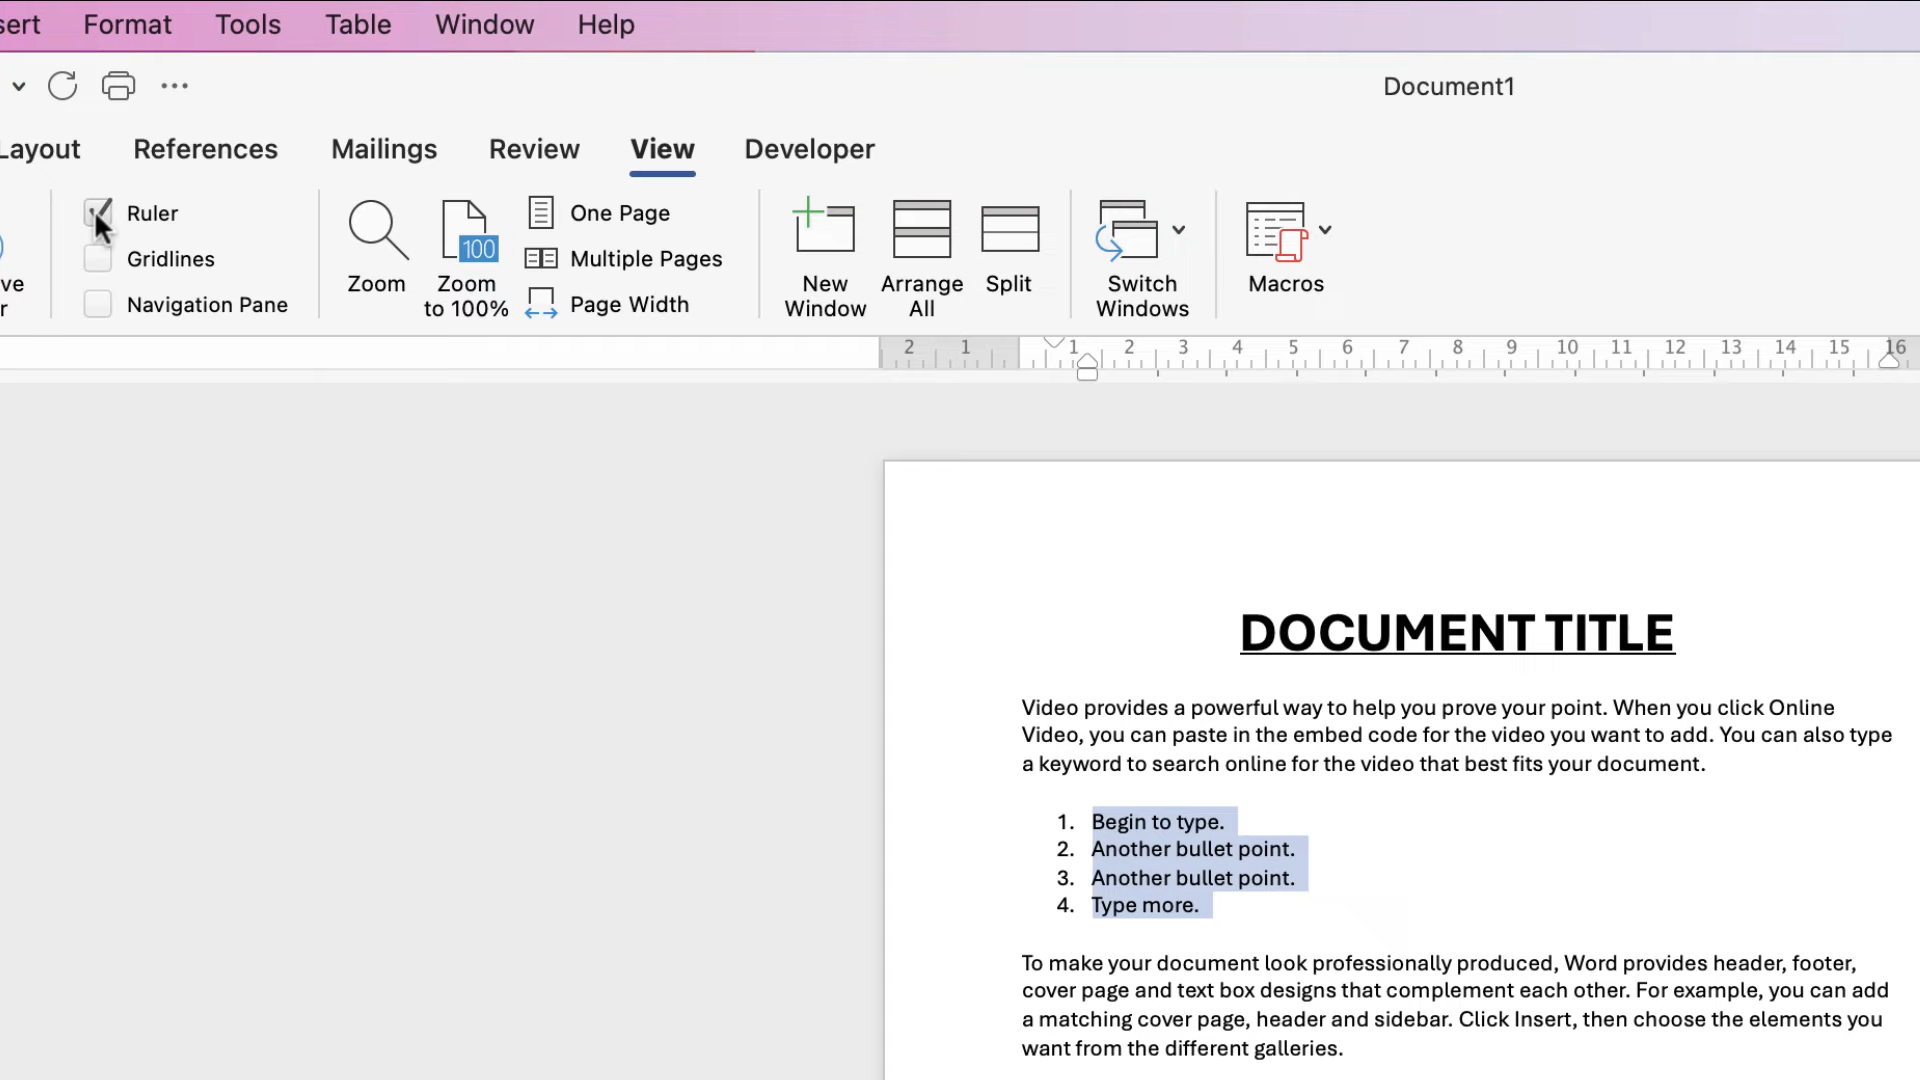 sert Format Tools Table Window Help
Document1
Layout References Mailings Review View Developer
Ruler
Gridlines
Navigation Pane
Zoom
100
Zoom
to 100%
One Page
Multiple Pages
Page Width
New
Window
Arrange
All
Split
Switch
Windows
Macros
ve
r
2 1 1 2 3 4 5 6 7 8 9 10 11 12 13 14 15 16
DOCUMENT TITLE
Video provides a powerful way to help you prove your point. When you click Online
Video, you can paste in the embed code for the video you want to add. You can also type
a keyword to search online for the video that best fits your document.
1. Begin to type.
2. Another bullet point.
3. Another bullet point.
4. Type more.
To make your document look professionally produced, Word provides header, footer,
cover page and text box designs that complement each other. For example, you can add
a matching cover page, header and sidebar. Click Insert, then choose the elements you
want from the different galleries.